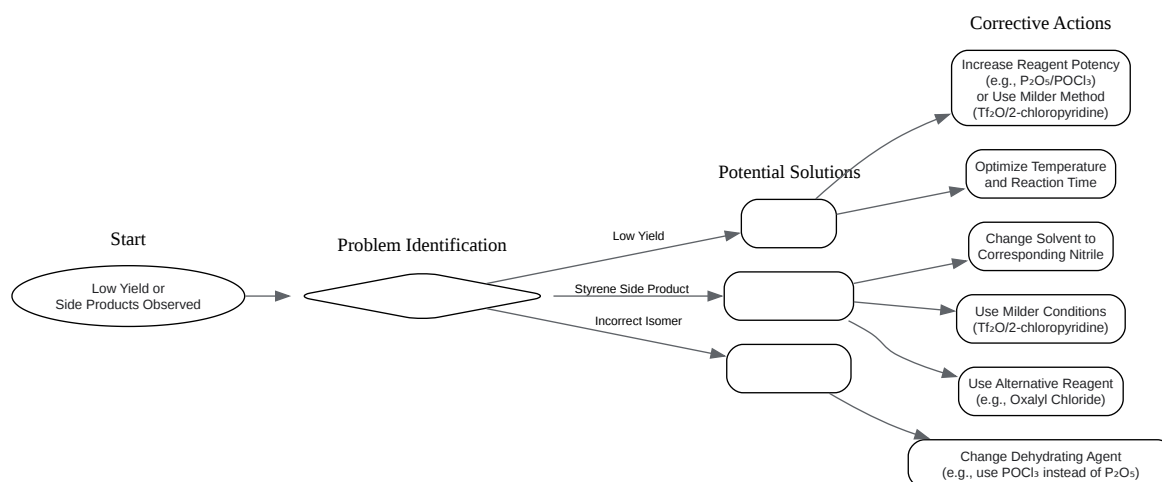 Corrective Actions
Increase Reagent Potency
(e.g., P₂O₅/POCl₃)
or Use Milder Method
(Tf₂O/2-chloropyridine)
Potential Solutions
Optimize Temperature
and Reaction Time
Start
Problem Identification
Low Yield
Change Solvent to
Corresponding Nitrile
Low Yield or
Side Products Observed
Styrene Side Product
Incorrect Isomer
Use Milder Conditions
(Tf₂O/2-chloropyridine)
Use Alternative Reagent
(e.g., Oxalyl Chloride)
Change Dehydrating Agent
(e.g., use POCl₃ instead of P₂O₅)